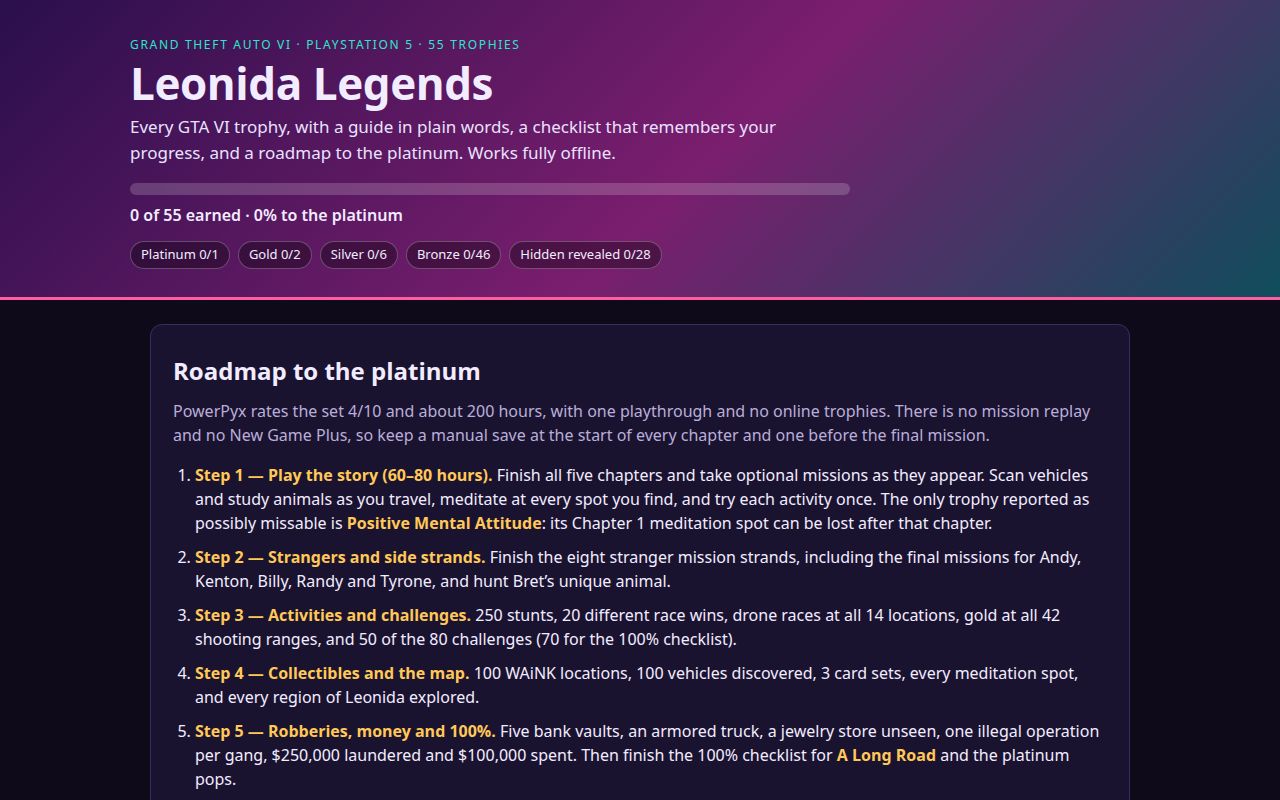 GRAND THEFT AUTO VI · PLAYSTATION 5 · 55 TROPHIES
Leonida Legends
Every GTA VI trophy, with a guide in plain words, a checklist that remembers your
progress, and a roadmap to the platinum. Works fully offline.
0 of 55 earned · 0% to the platinum
Platinum 0/1 Gold 0/2 Silver 0/6 Bronze 0/46 Hidden revealed 0/28
Roadmap to the platinum
PowerPyx rates the set 4/10 and about 200 hours, with one playthrough and no online trophies. There is no mission replay
and no New Game Plus, so keep a manual save at the start of every chapter and one before the final mission.
1. Step 1 — Play the story (60–80 hours). Finish all five chapters and take optional missions as they appear. Scan vehicles
and study animals as you travel, meditate at every spot you find, and try each activity once. The only trophy reported as
possibly missable is Positive Mental Attitude: its Chapter 1 meditation spot can be lost after that chapter.
2. Step 2 — Strangers and side strands. Finish the eight stranger mission strands, including the final missions for Andy,
Kenton, Billy, Randy and Tyrone, and hunt Bret’s unique animal.
3. Step 3 — Activities and challenges. 250 stunts, 20 different race wins, drone races at all 14 locations, gold at all 42
shooting ranges, and 50 of the 80 challenges (70 for the 100% checklist).
4. Step 4 — Collectibles and the map. 100 WAiNK locations, 100 vehicles discovered, 3 card sets, every meditation spot,
and every region of Leonida explored.
5. Step 5 — Robberies, money and 100%. Five bank vaults, an armored truck, a jewelry store unseen, one illegal operation
per gang, $250,000 laundered and $100,000 spent. Then finish the 100% checklist for A Long Road and the platinum
pops.